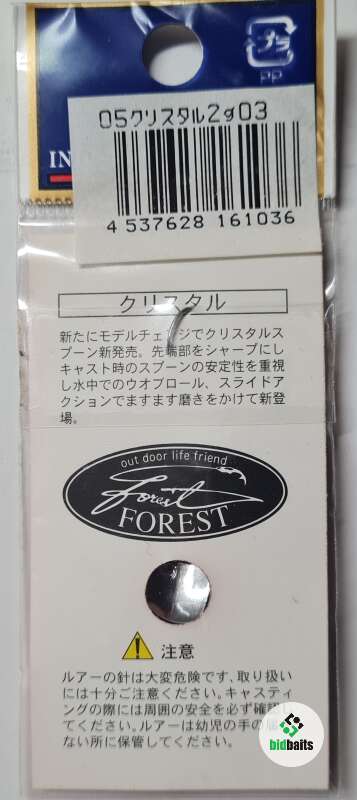 プラ
PP
IN
05クリスタル2g03
4 537628 161036
クリスタル
新たにモデルチェンジでクリスタルス
プーン新発売。先端部をシャープにし
キャスト時のスプーンの安定性を重視
し水中でのウオブロール、スライドア
クションでますます磨きをかけて新登
場。
out door life friend
Forest
FOREST
注意
ルアーの針は大変危険です、取り扱い
には十分ご注意ください。キャスティ
ングの際には周囲の安全を必ず確認し
てください。ルアーは幼児の手の届か
ない所に保管してください。
bidbaits